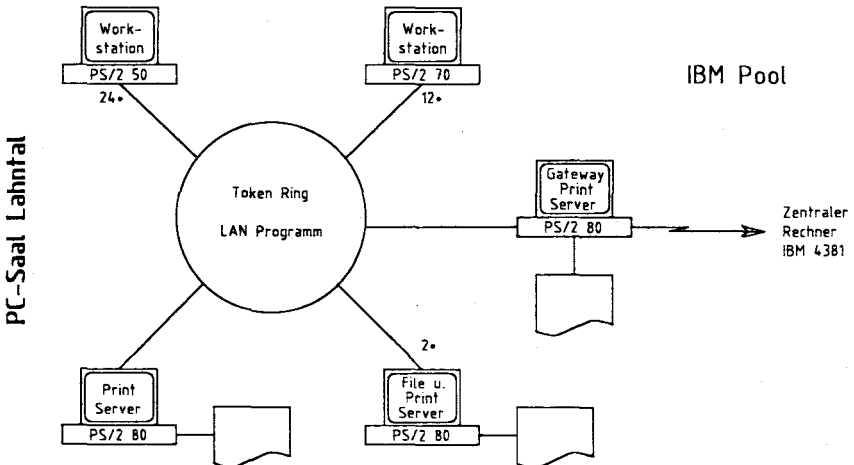 Work-
station
PS/2 50
24*
Work-
station
PS/2 70
12*
IBM Pool
PC-Saal Lahntal
Token Ring
LAN Programm
Gateway
Print
Server
PS/2 80
Zentraler
Rechner
IBM 4381
Print
Server
PS/2 80
2*
File u.
Print
Server
PS/2 80